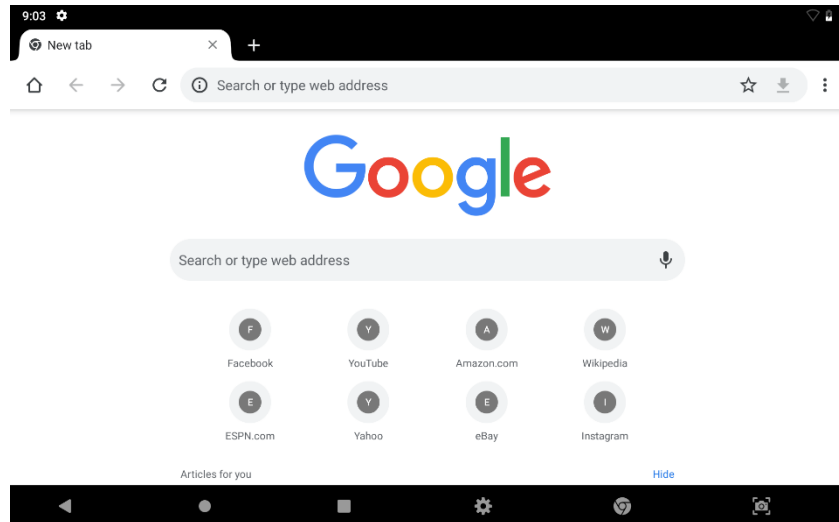 9:03
New tab
Search or type web address
Google
Search or type web address
F Y A W
Facebook YouTube Amazon.com Wikipedia
E Y E I
ESPN.com Yahoo eBay Instagram
Articles for you Hide